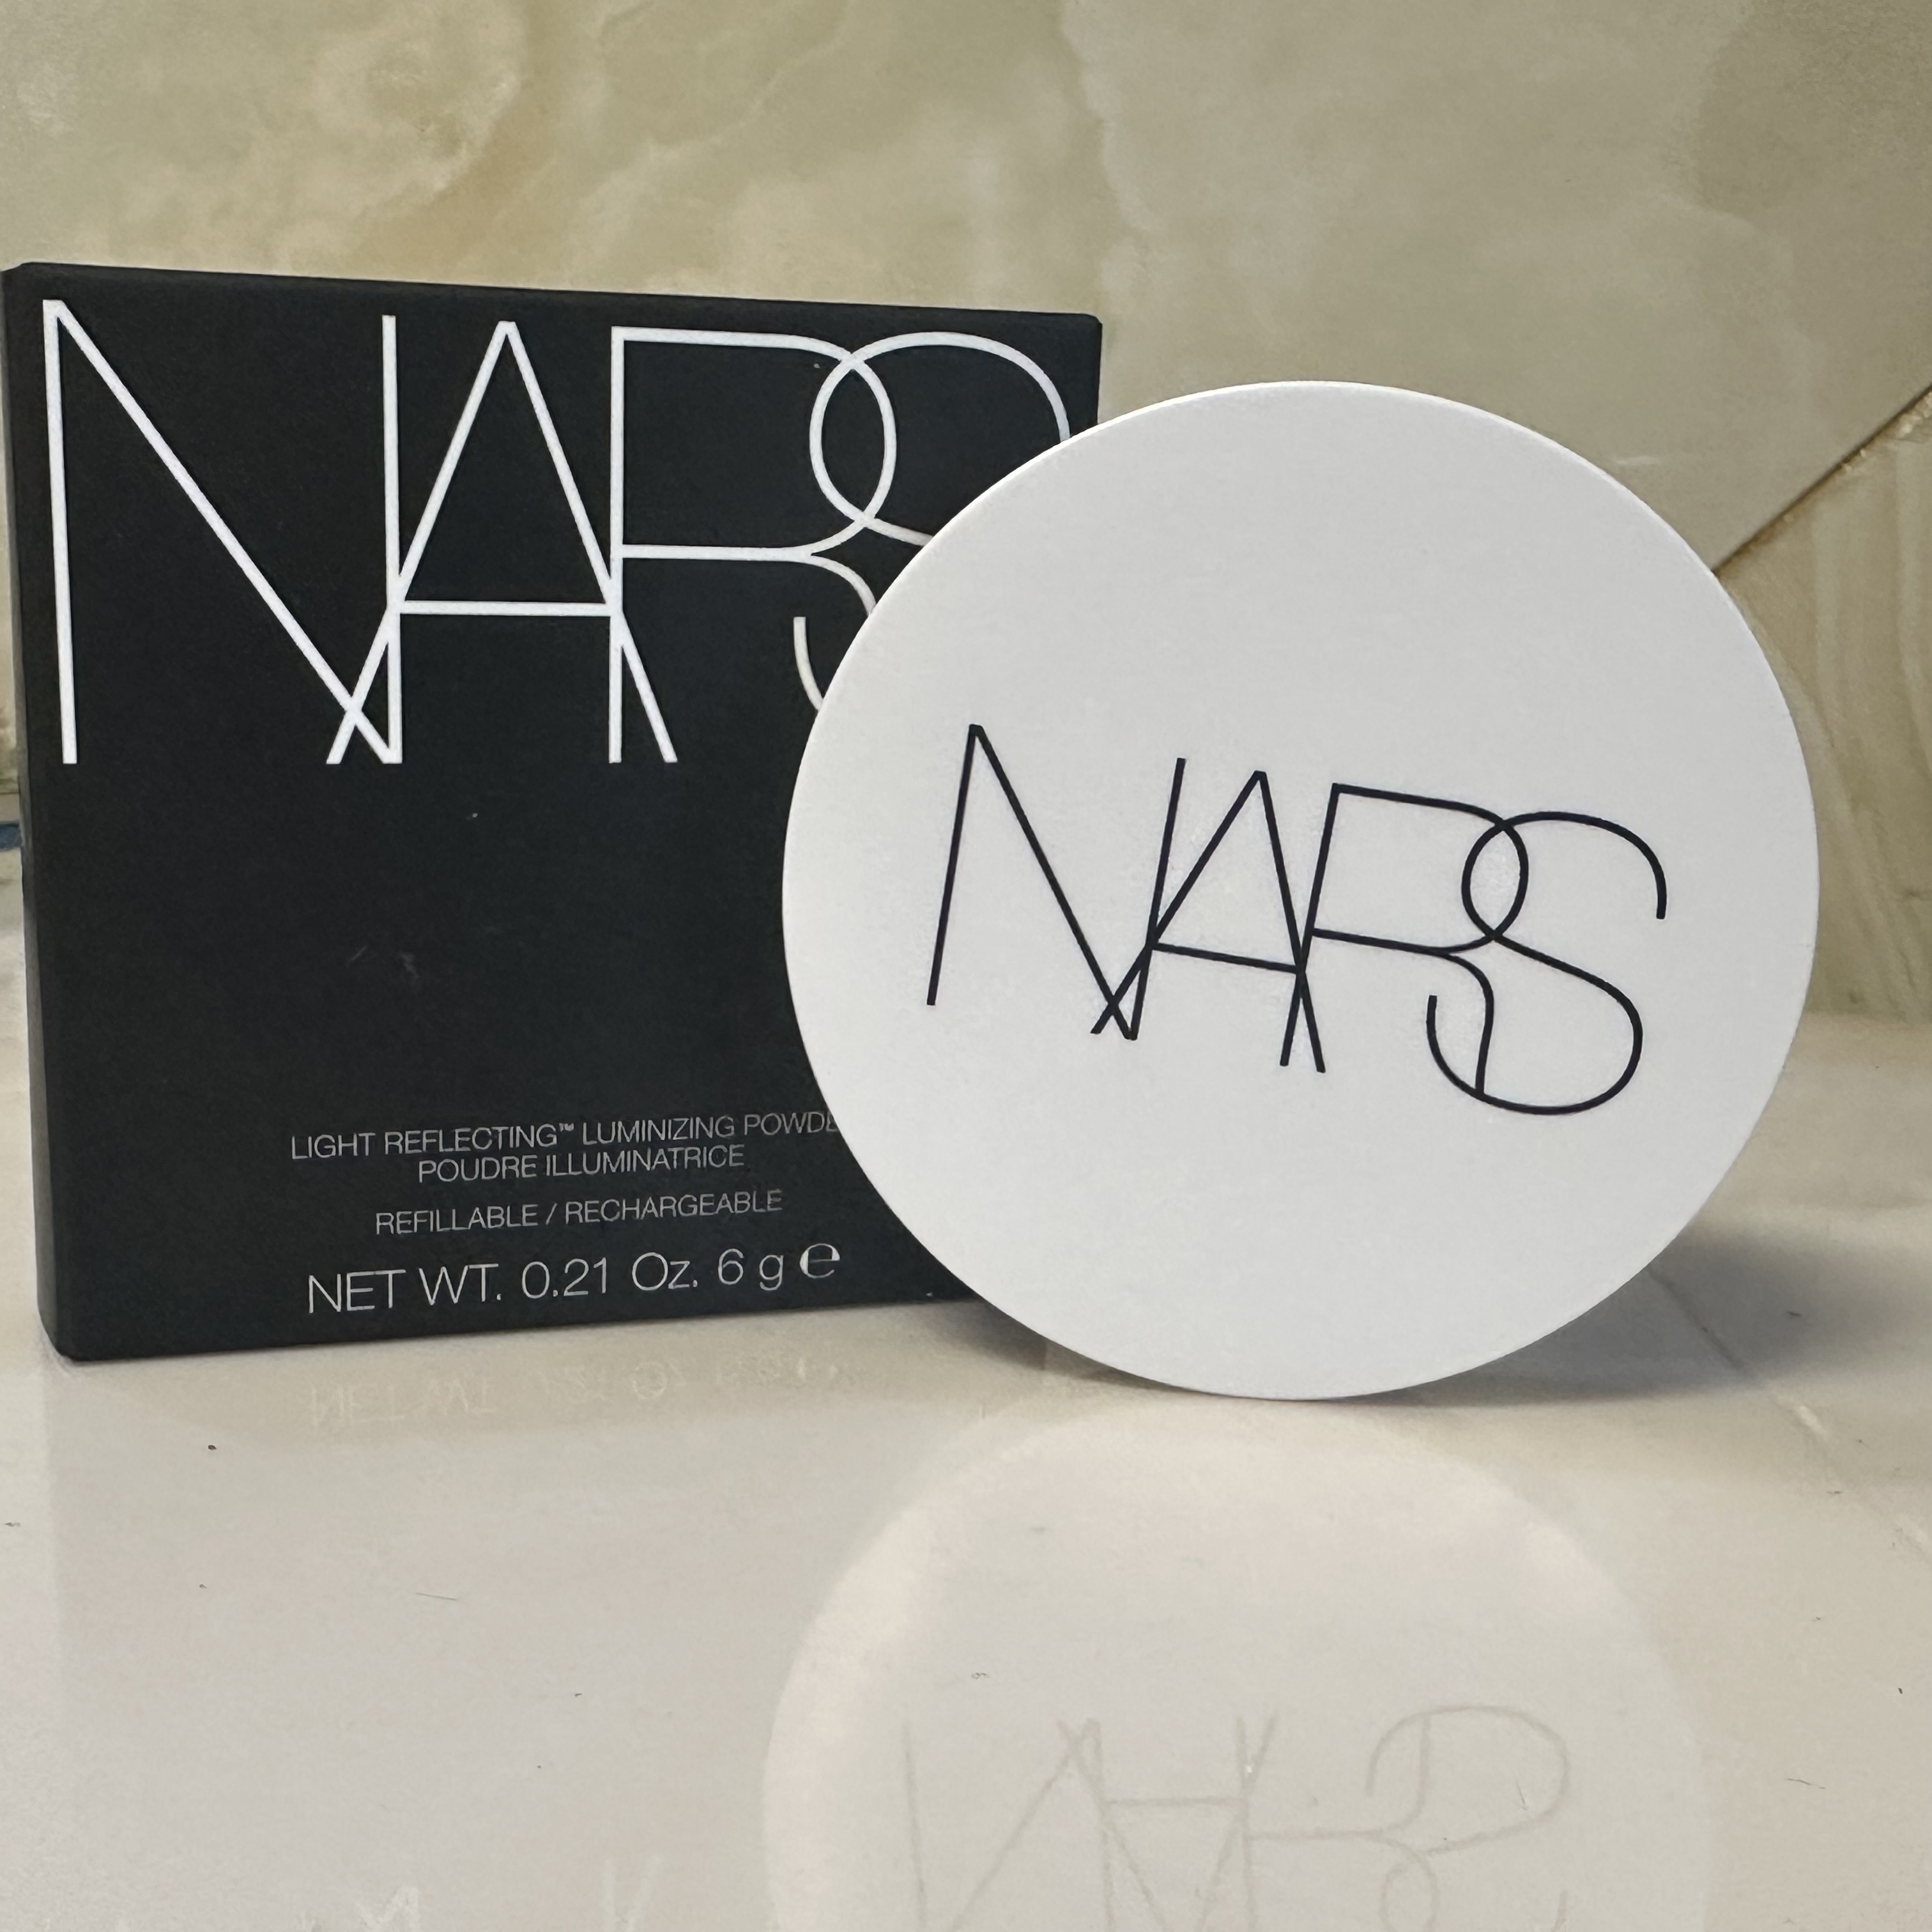 NARS
LIGHT REFLECTING™ LUMINIZING POWDE
POUDRE ILLUMINATRICE
REFILLABLE / RECHARGEABLE
NET WT. 0.21 Oz. 6 g e
NARS